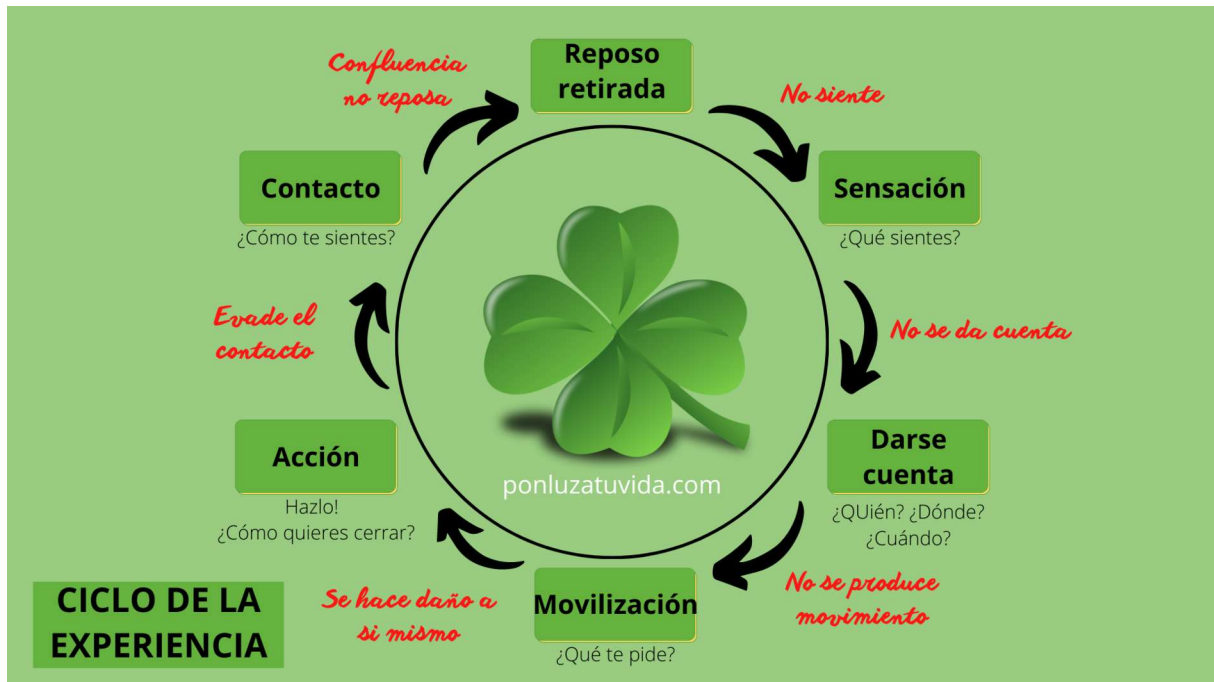 Reposo
retirada
No siente
Sensación
¿Qué sientes?
No se da cuenta
Darse
cuenta
¿QUién? ¿Dónde?
¿Cuándo?
No se produce
movimiento
Movilización
¿Qué te pide?
Se hace daño a
si mismo
Acción
Hazlo!
¿Cómo quieres cerrar?
Evade el
contacto
Contacto
¿Cómo te sientes?
Confluencia
no reposa
ponluzatuvida.com
CICLO DE LA
EXPERIENCIA